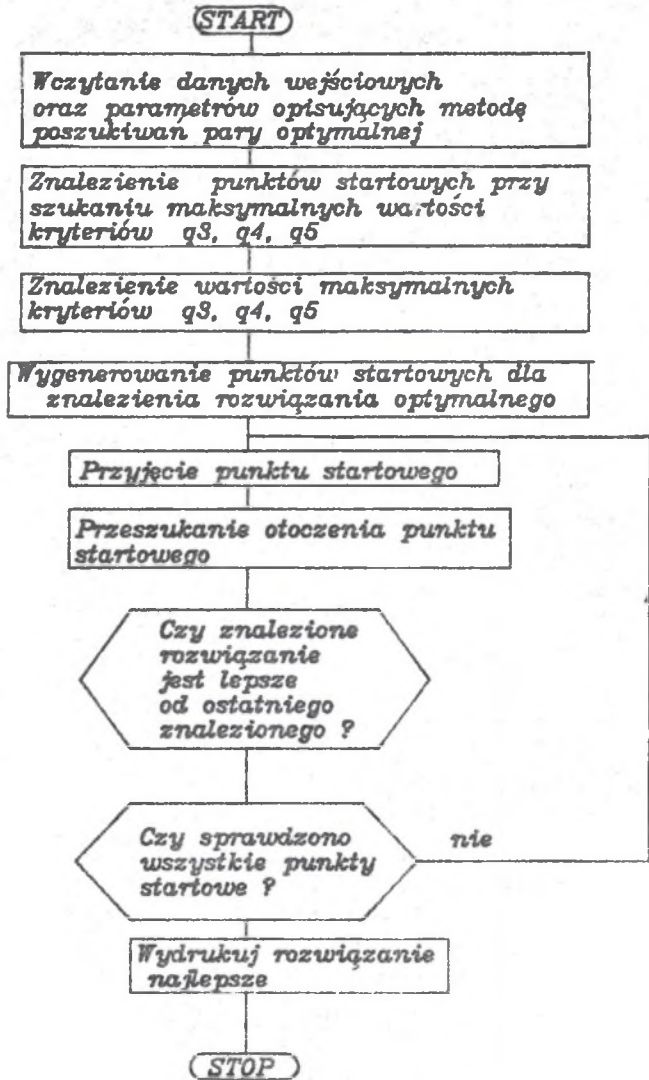 START
Wczytanie danych wejściowych
oraz parametrów opisujących metodę
poszukiwań pary optymalnej
Znalezienie punktów startowych przy
szukaniu maksymalnych wartości
kryteriów q3, q4, q5
Znalezienie wartości maksymalnych
kryteriów q3, q4, q5
Wygenerowanie punktów startowych dla
znalezienia rozwiązania optymalnego
Przyjęcie punktu startowego
Przeszukanie otoczenia punktu
startowego
Czy znalezione
rozwiązanie
jest lepsze
od ostatniego
znalezionego ?
Czy sprawdzono
wszystkie punkty
startowe ?
nie
Wydrukuj rozwiązanie
najlepsze
STOP